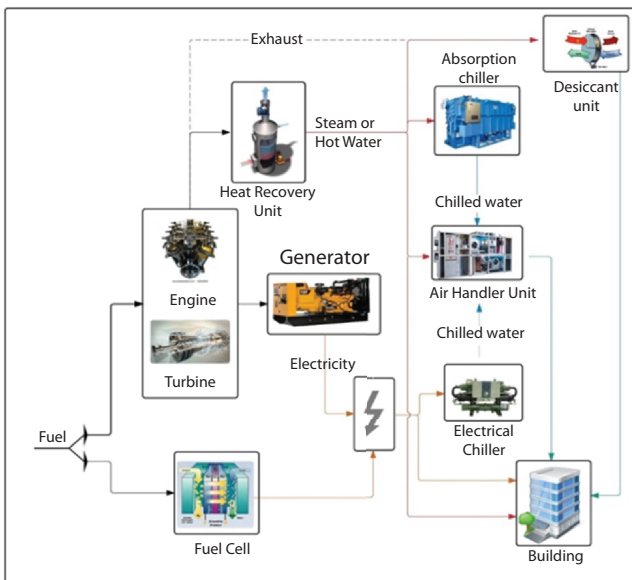 Exhaust
Absorption
chiller
Desiccant
unit
Steam or
Hot Water
Heat Recovery
Unit
Chilled water
Generator
Engine
Air Handler Unit
Turbine
Chilled water
Electricity
Electrical
Chiller
Fuel
Fuel Cell
Building